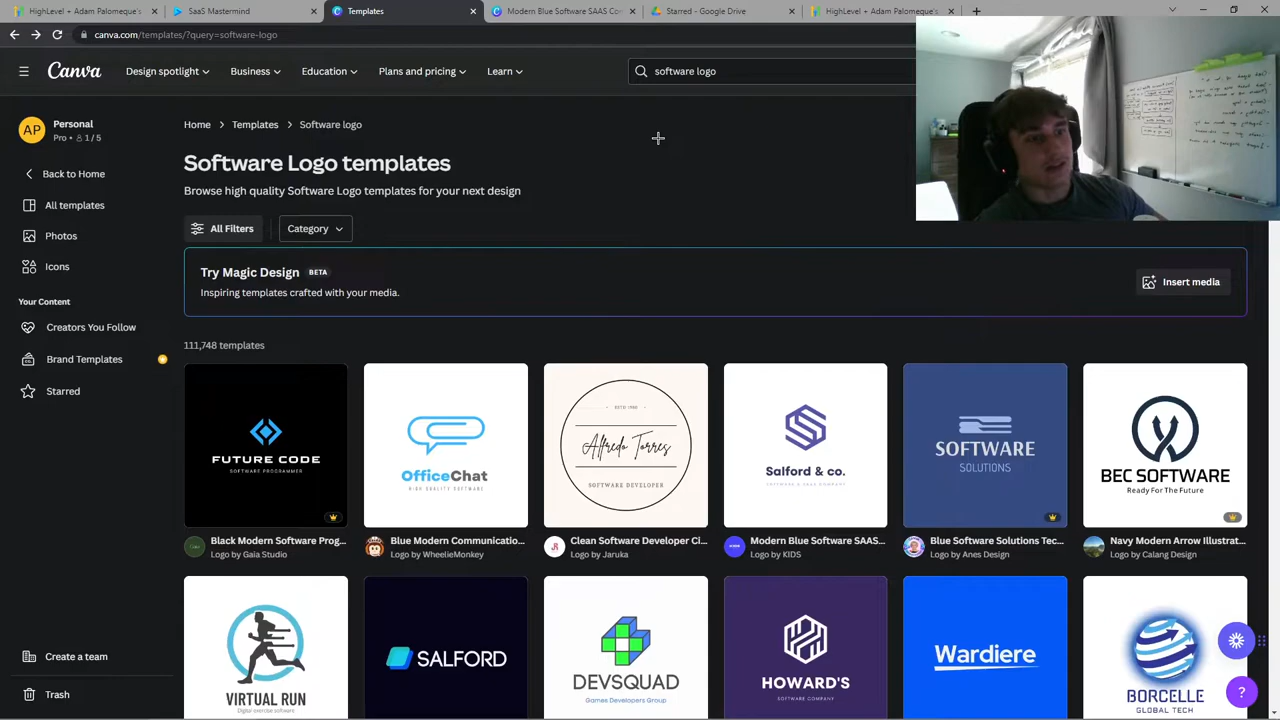 HighLevel + Adam Palomeque's
SaaS Mastermind
Templates
Modern Blue Software SAAS Co
Starred - Google Drive
HighLevel + Adam Palomeque's
canva.com/templates/?query=software-logo
Canva
Design spotlight
Business
Education
Plans and pricing
Learn
software logo
AP
Personal
Pro • 1 / 5
Back to Home
All templates
Photos
Icons
Your Content
Creators You Follow
Brand Templates
Starred
Create a team
Trash
Home > Templates > Software logo
Software Logo templates
Browse high quality Software Logo templates for your next design
All Filters
Category
Try Magic Design BETA
Inspiring templates crafted with your media.
Insert media
111,748 templates
FUTURE CODE
SOFTWARE PROGRAMMER
OfficeChat
HIGH QUALITY SOFTWARE
Alfredo Torres
SOFTWARE DEVELOPER
Salford & co.
SOFTWARE & SAAS COMPANY
SOFTWARE
SOLUTIONS
BEC SOFTWARE
Ready For The Future
Black Modern Software Prog...
Logo by Gaia Studio
Blue Modern Communicatio...
Logo by WheelieMonkey
Clean Software Developer Ci...
Logo by Jaruka
Modern Blue Software SAAS...
Logo by KIDS
Blue Software Solutions Tec...
Logo by Anes Design
Navy Modern Arrow Illustrat...
Logo by Calang Design
VIRTUAL RUN
Digital exercise software
SALFORD
DEVSQUAD
Games Developers Group
HOWARD'S
SOFTWARE COMPANY
Wardiere
BORCELLE
GLOBAL TECH
?